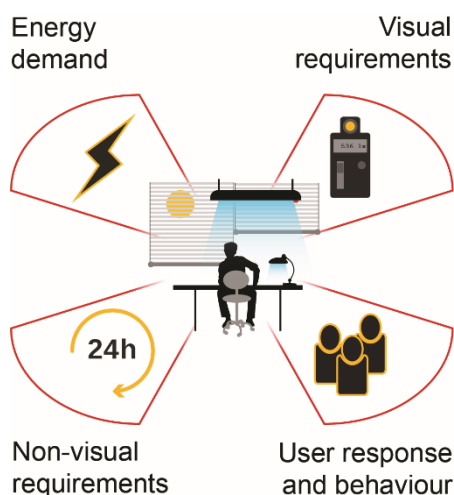 Energy
demand
Visual
requirements
536 lx
24h
Non-visual
requirements
User response
and behaviour